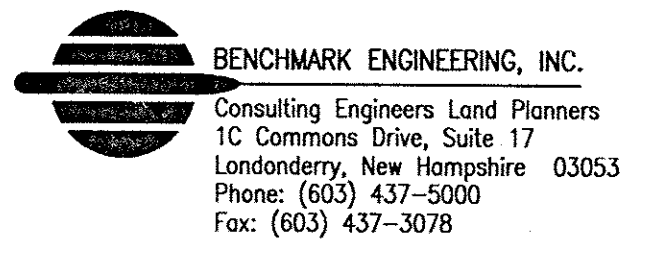 BENCHMARK ENGINEERING, INC.
Consulting Engineers Land Planners
1C Commons Drive, Suite 17
Londonderry, New Hampshire 03053
Phone: (603) 437-5000
Fax: (603) 437-3078